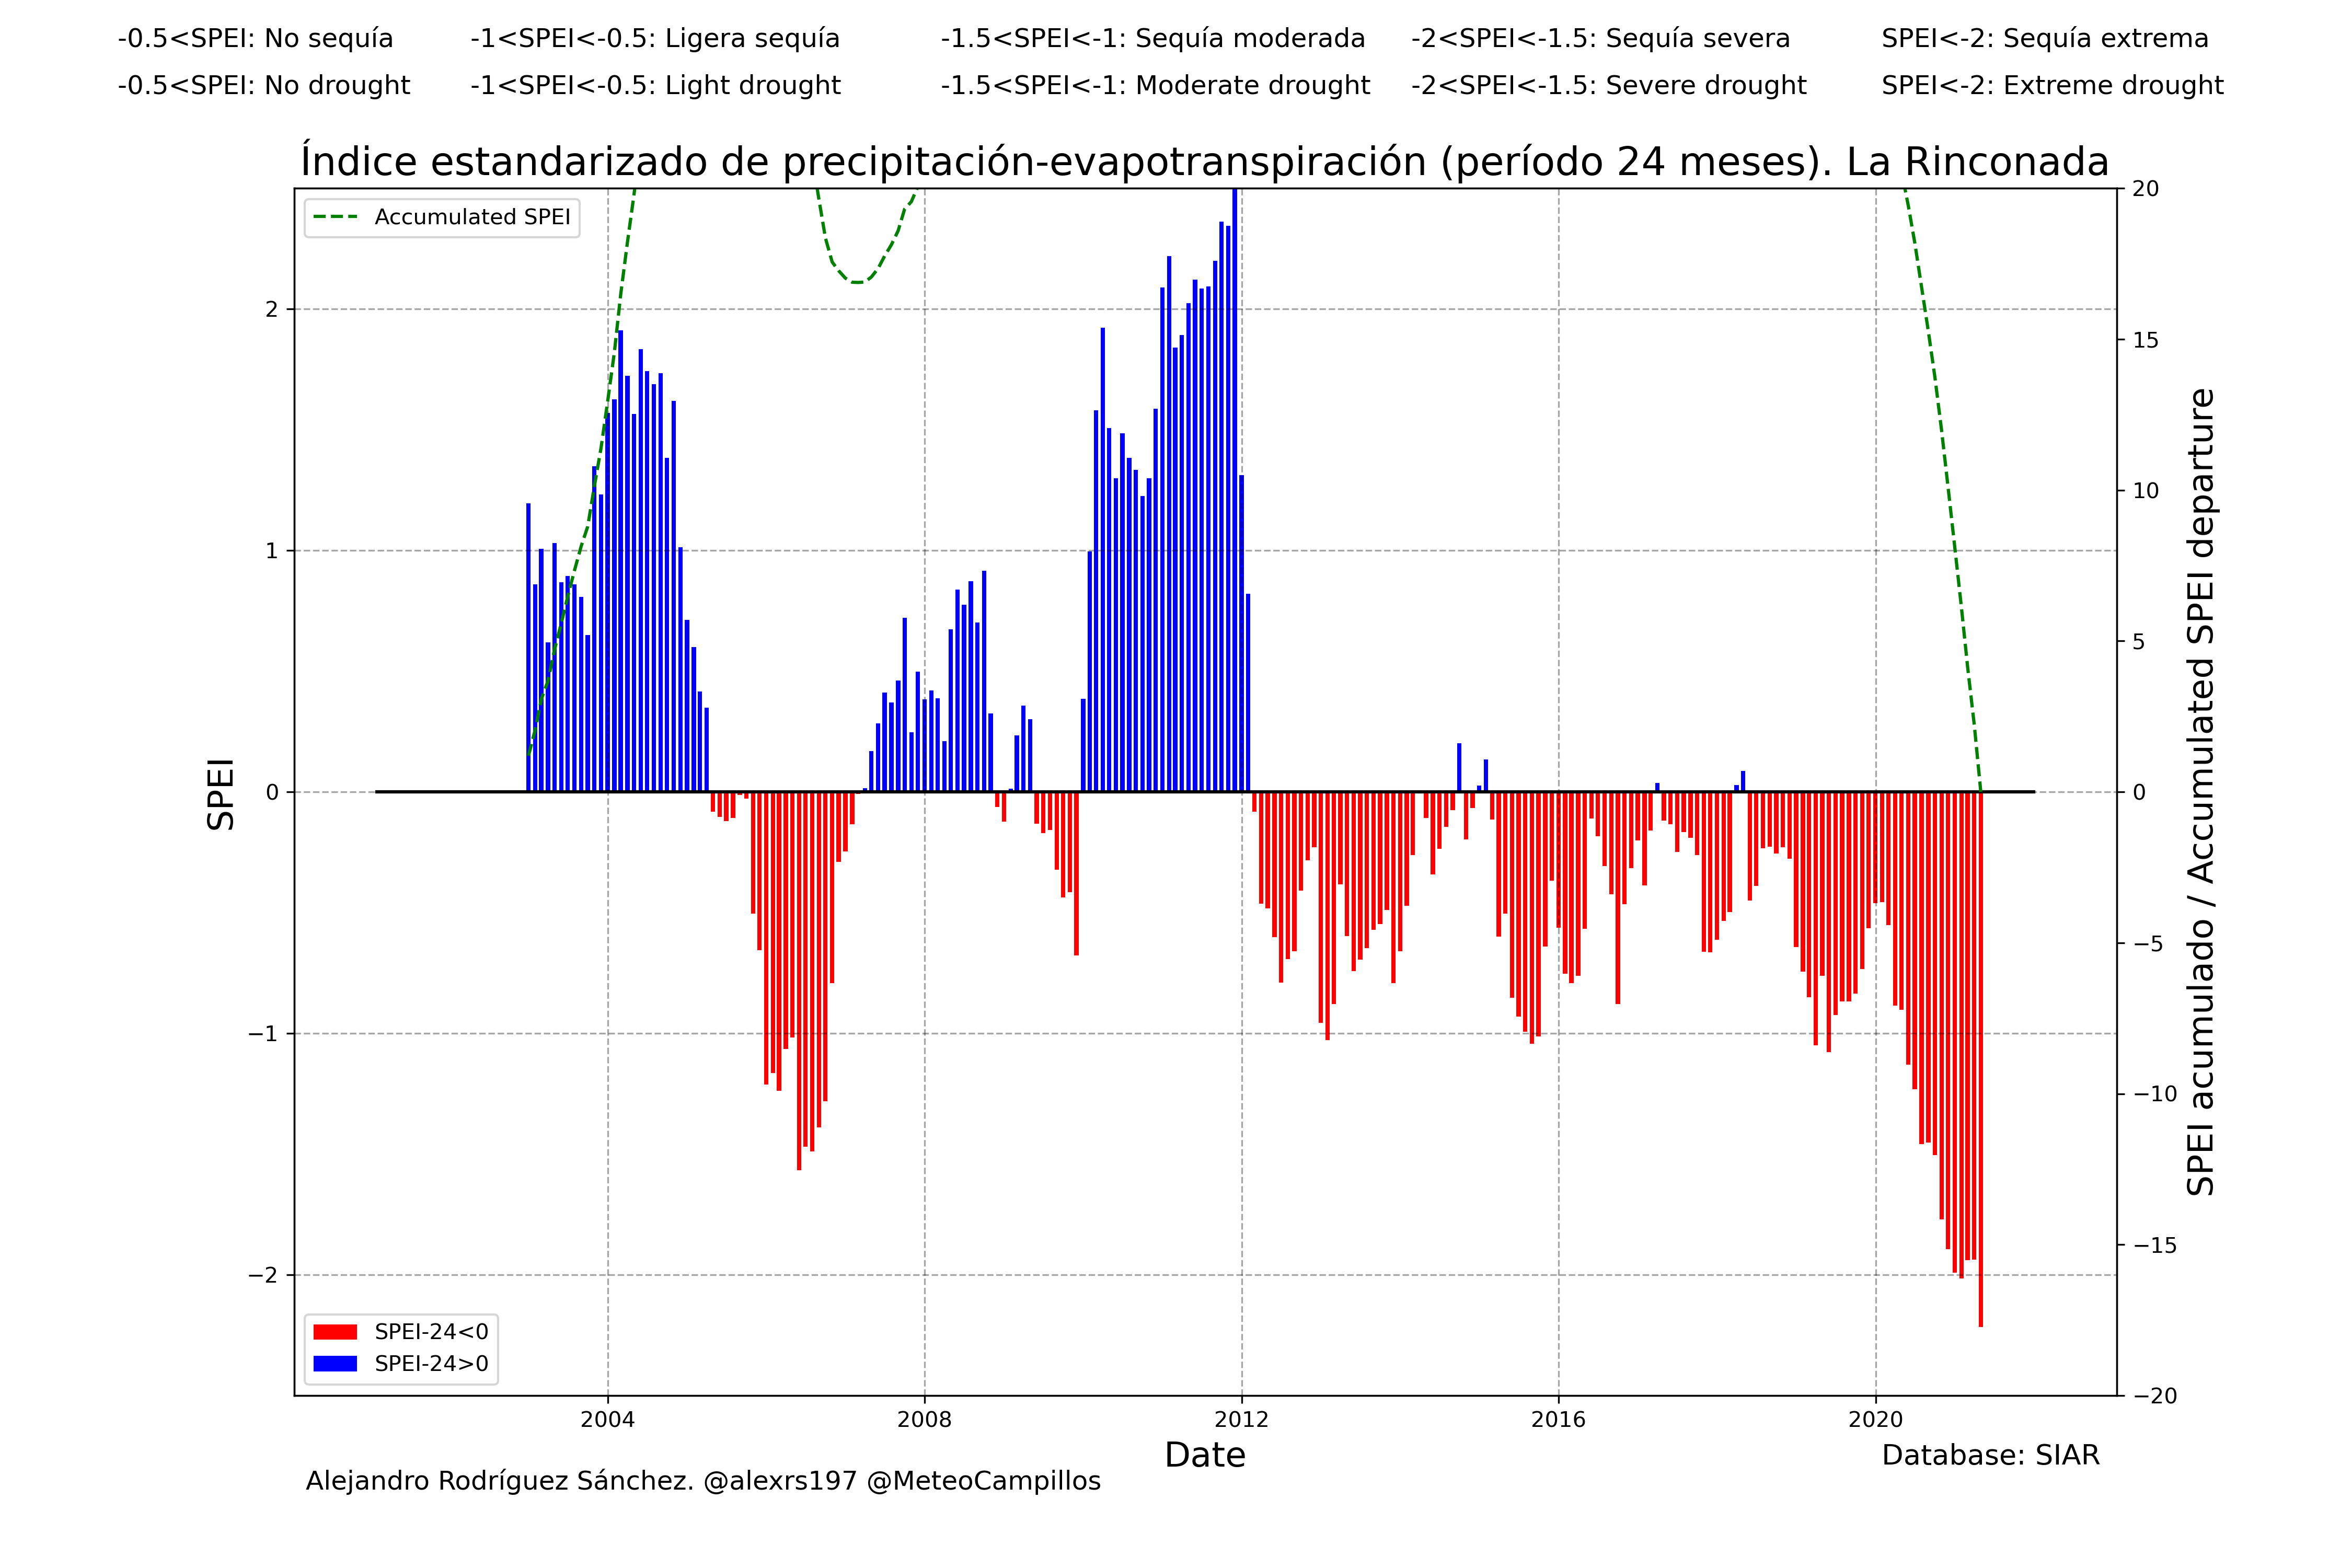 -0.5<SPEI: No sequía -1<SPEI<-0.5: Ligera sequía -1.5<SPEI<-1: Sequía moderada -2<SPEI<-1.5: Sequía severa SPEI<-2: Sequía extrema
-0.5<SPEI: No drought -1<SPEI<-0.5: Light drought -1.5<SPEI<-1: Moderate drought -2<SPEI<-1.5: Severe drought SPEI<-2: Extreme drought
Índice estandarizado de precipitación-evapotranspiración (período 24 meses). La Rinconada
Accumulated SPEI
SPEI
2
1
0
−1
−2
20
15
10
5
0
−5
−10
−15
−20
SPEI acumulado / Accumulated SPEI departure
SPEI-24<0
SPEI-24>0
2004 2008 2012 2016 2020
Date
Database: SIAR
Alejandro Rodríguez Sánchez. @alexrs197 @MeteoCampillos